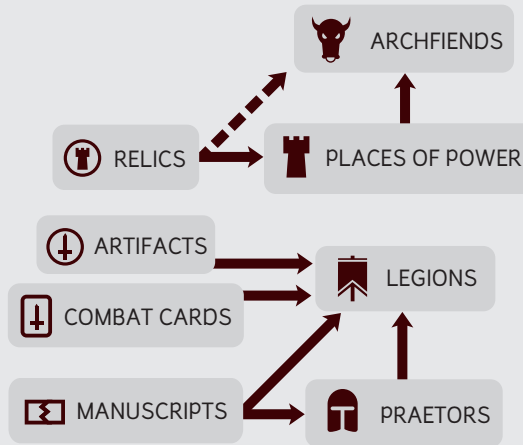 ARCHFIENDS
RELICS
PLACES OF POWER
ARTIFACTS
LEGIONS
COMBAT CARDS
MANUSCRIPTS
PRAETORS